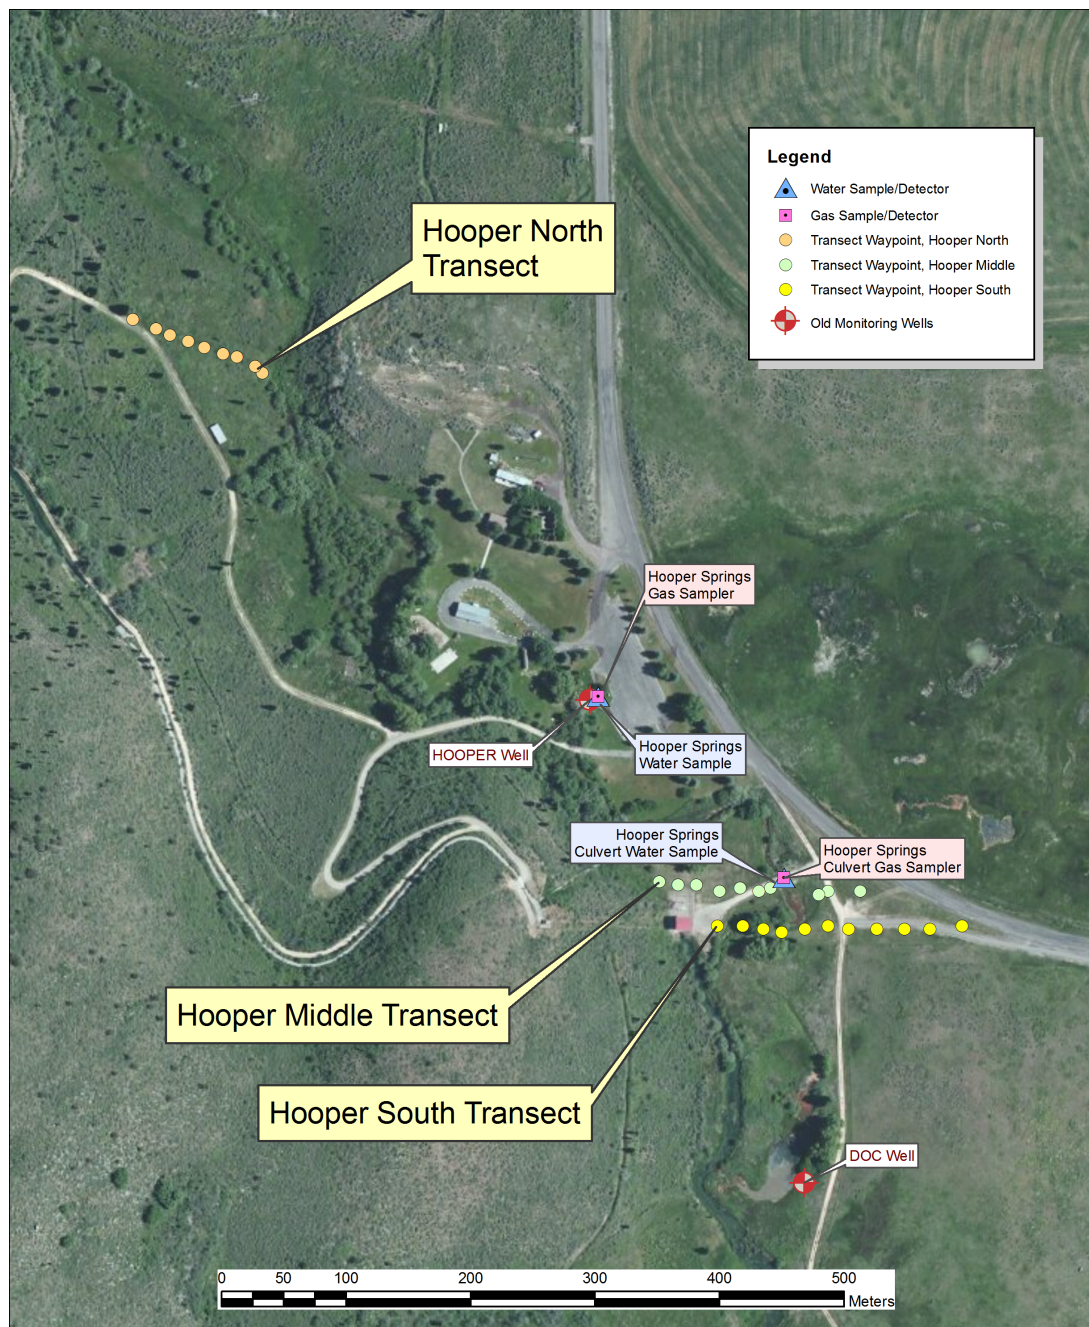 Legend
Water Sample/Detector
Gas Sample/Detector
Transect Waypoint, Hooper North
Transect Waypoint, Hooper Middle
Transect Waypoint, Hooper South
Old Monitoring Wells
Hooper North
Transect
Hooper Springs
Gas Sampler
HOOPER Well
Hooper Springs
Water Sample
Hooper Springs
Culvert Water Sample
Hooper Springs
Culvert Gas Sampler
Hooper Middle Transect
Hooper South Transect
DOC Well
0 50 100 200 300 400 500
Meters